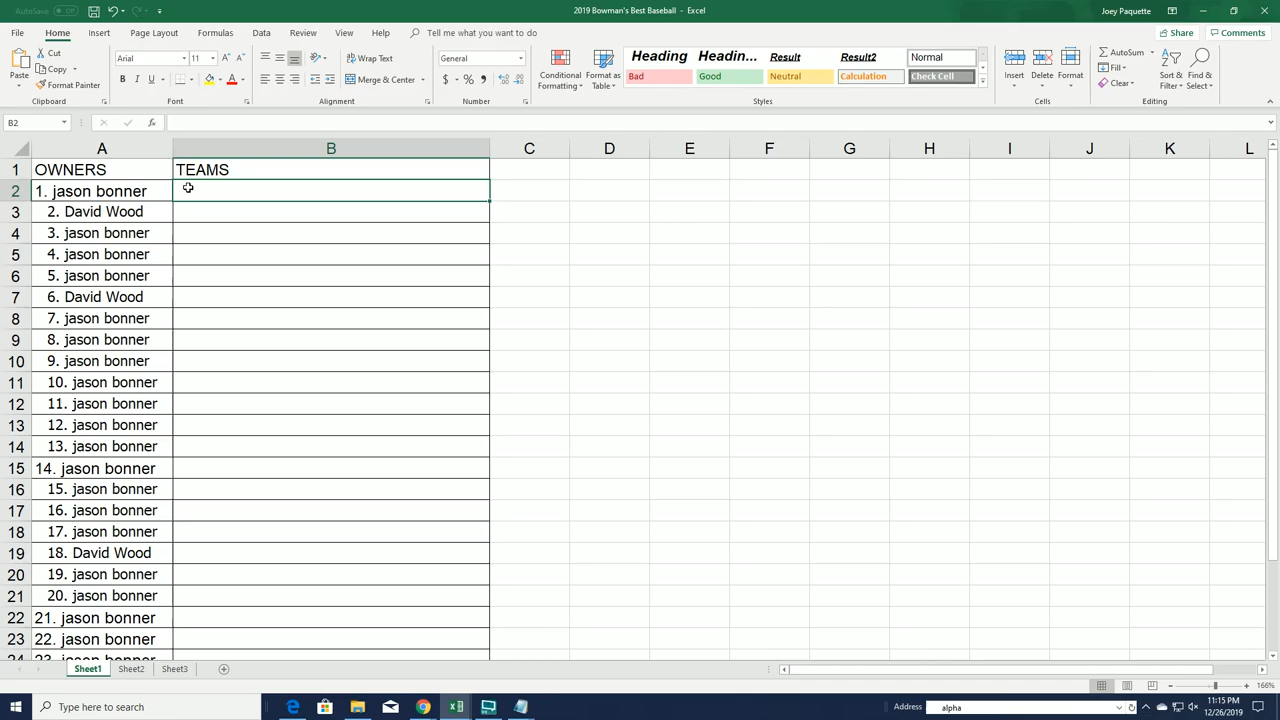 AutoSave Off 2019 Bowman's Best Baseball - Excel Joey Paquette
File Home Insert Page Layout Formulas Data Review View Help Tell me what you want to do Share Comments
Paste Cut Copy Format Painter Clipboard
Arial 11 A A B I U A Font
Wrap Text Merge & Center Alignment
General $ % Number
Conditional Formatting Format as Table
Heading Headin... Result Result2 Normal
Bad Good Neutral Calculation Check Cell
Styles
Insert Delete Format Cells
AutoSum Fill Clear Sort & Filter Find & Select Editing
B2 fx
A B C D E F G H I J K L
1 OWNERS TEAMS
2 1. jason bonner
3 2. David Wood
4 3. jason bonner
5 4. jason bonner
6 5. jason bonner
7 6. David Wood
8 7. jason bonner
9 8. jason bonner
10 9. jason bonner
11 10. jason bonner
12 11. jason bonner
13 12. jason bonner
14 13. jason bonner
15 14. jason bonner
16 15. jason bonner
17 16. jason bonner
18 17. jason bonner
19 18. David Wood
20 19. jason bonner
21 20. jason bonner
22 21. jason bonner
23 22. jason bonner
24 23. jason bonner
Sheet1 Sheet2 Sheet3
166%
Type here to search Address alpha 11:15 PM
12/26/2019